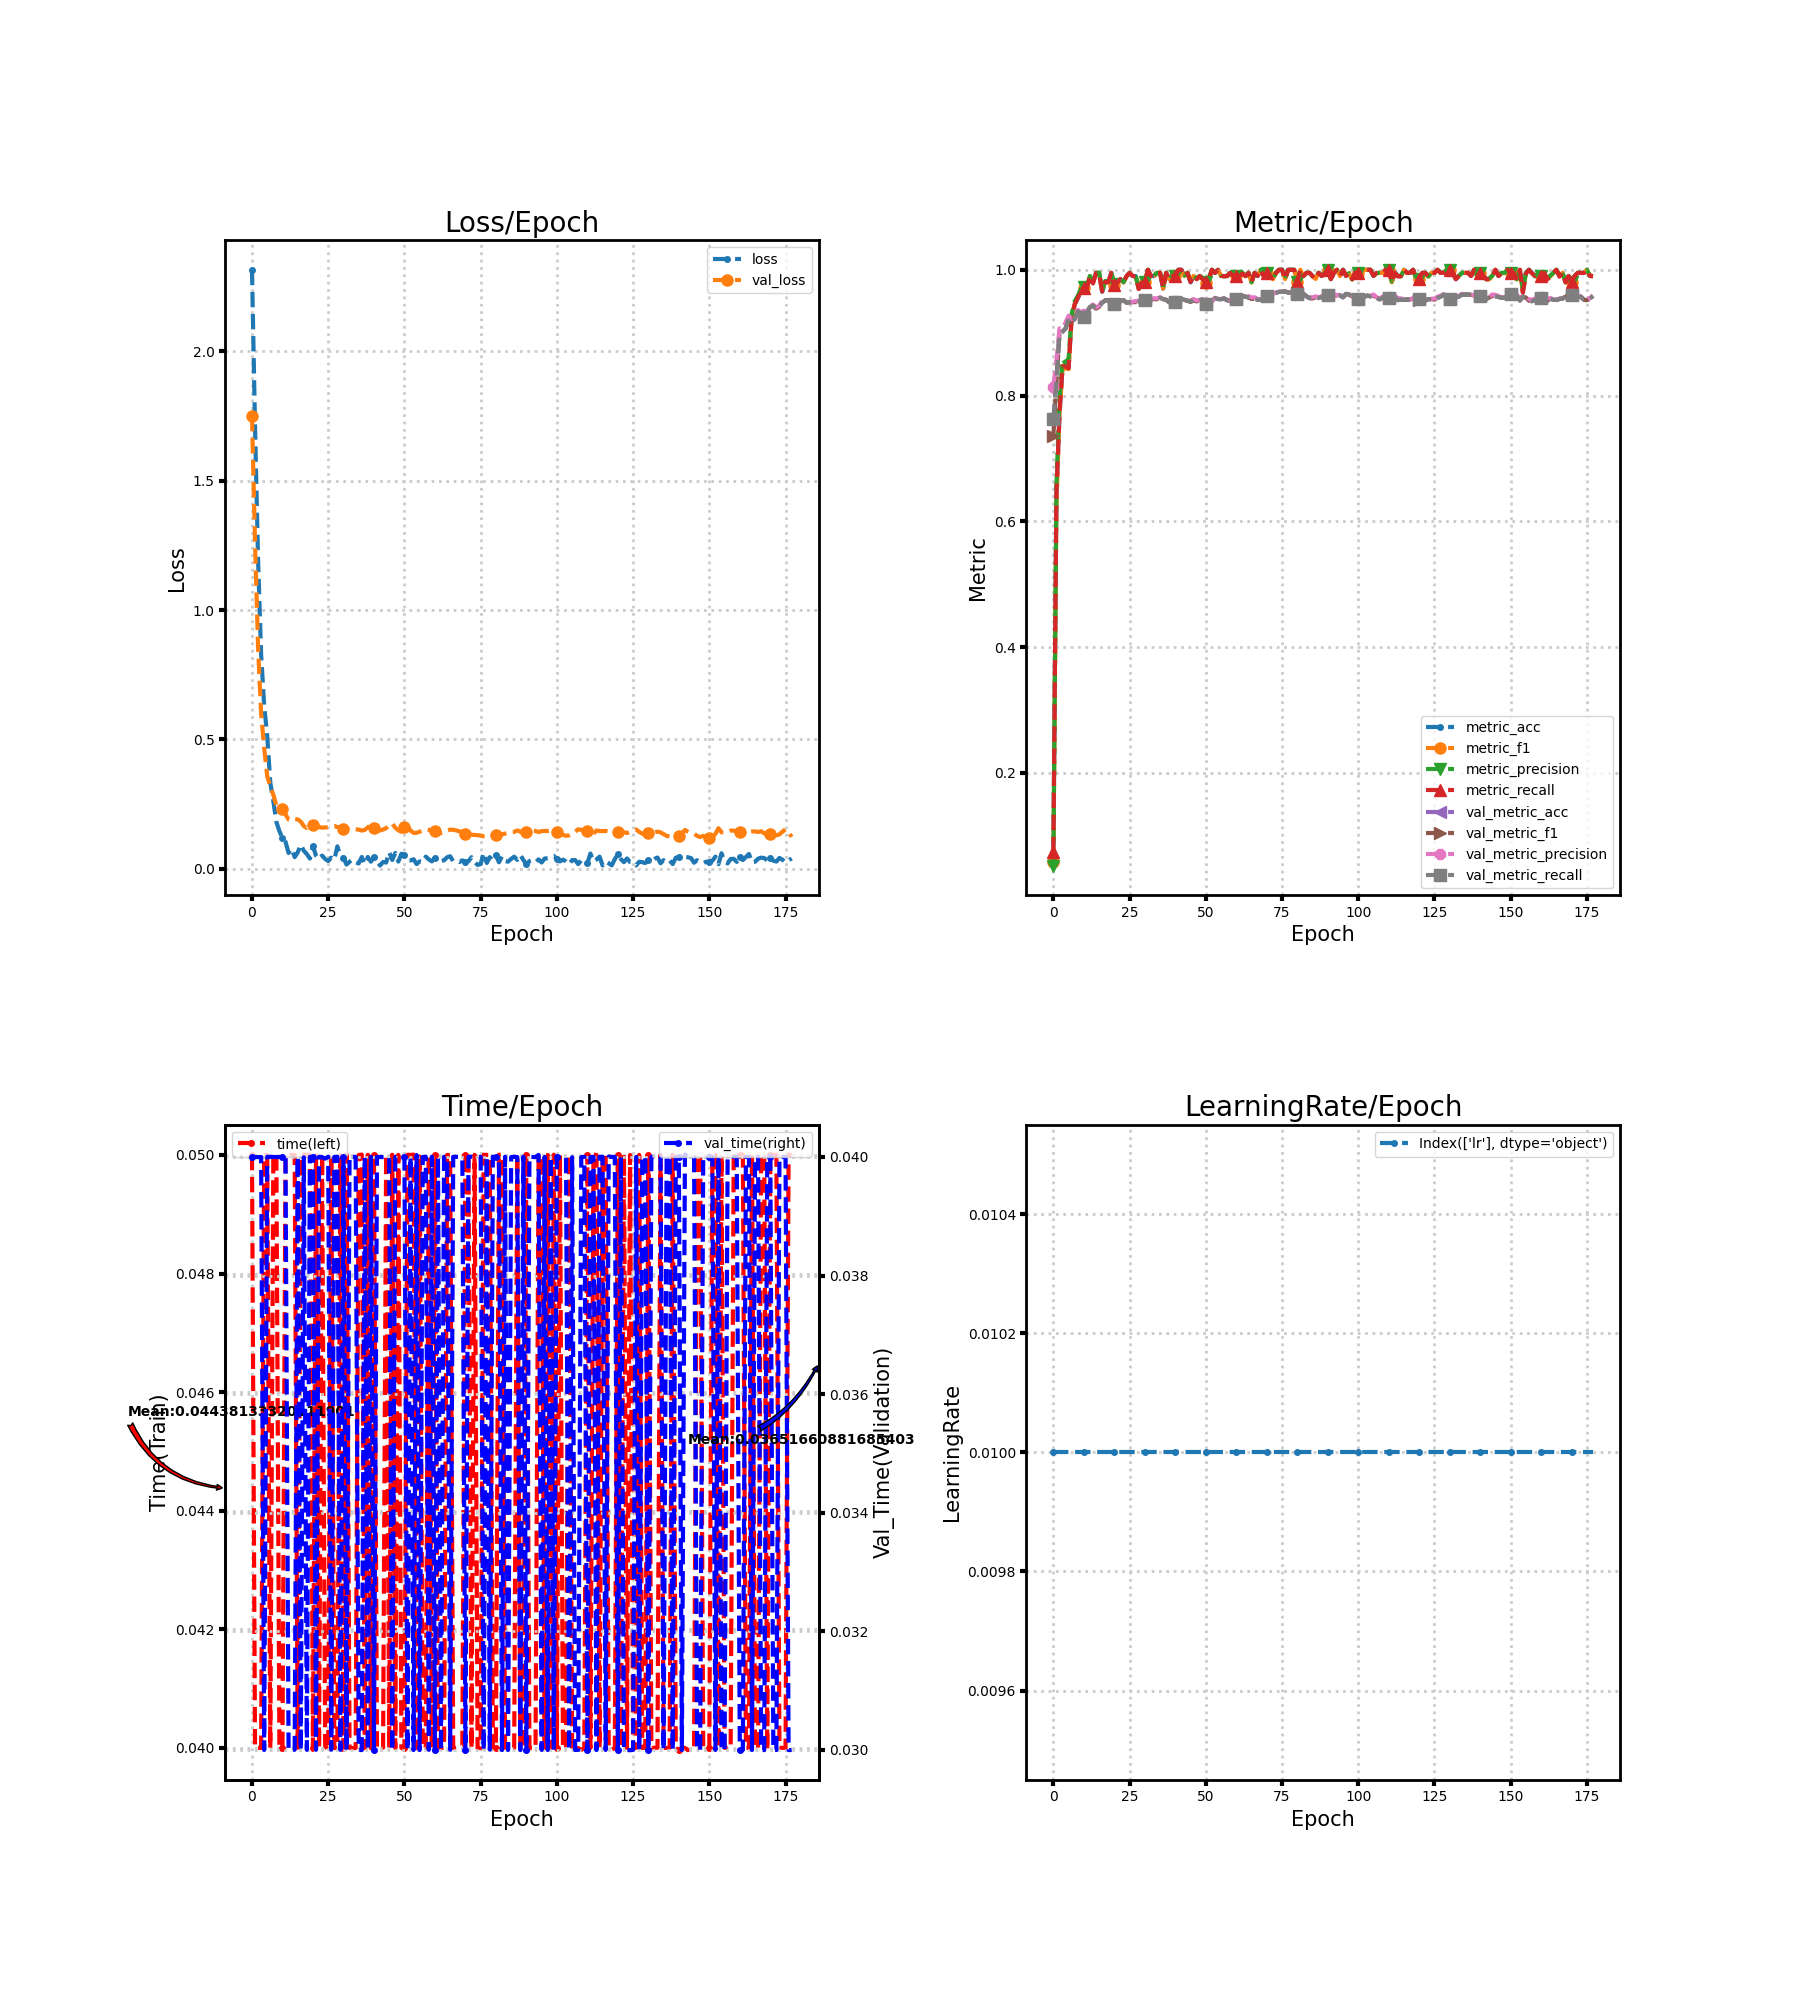 Loss/Epoch
loss
val_loss
2.0
1.5
1.0
0.5
0.0
Loss
0
25
50
75
100
125
150
175
Epoch
Metric/Epoch
1.0
0.8
0.6
0.4
0.2
Metric
metric_acc
metric_f1
metric_precision
metric_recall
val_metric_acc
val_metric_f1
val_metric_precision
val_metric_recall
0
25
50
75
100
125
150
175
Epoch
Time/Epoch
time(left)
val_time(right)
0.050
0.048
0.046
0.044
0.042
0.040
Time(Train)
0.040
0.038
0.036
0.034
0.032
0.030
Val_Time(Validation)
0
25
50
75
100
125
150
175
Epoch
LearningRate/Epoch
Index(['lr'], dtype='object')
0.0104
0.0102
0.0100
0.0098
0.0096
LearningRate
0
25
50
75
100
125
150
175
Epoch